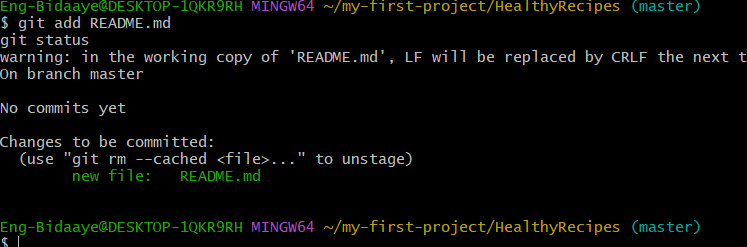 Eng-Bidaaye@DESKTOP-1QKR9RH MINGW64 ~/my-first-project/HealthyRecipes (master)
$ git add README.md
git status
warning: in the working copy of 'README.md', LF will be replaced by CRLF the next t
On branch master
No commits yet
Changes to be committed:
  (use "git rm --cached <file>..." to unstage)
        new file:   README.md
Eng-Bidaaye@DESKTOP-1QKR9RH MINGW64 ~/my-first-project/HealthyRecipes (master)
$